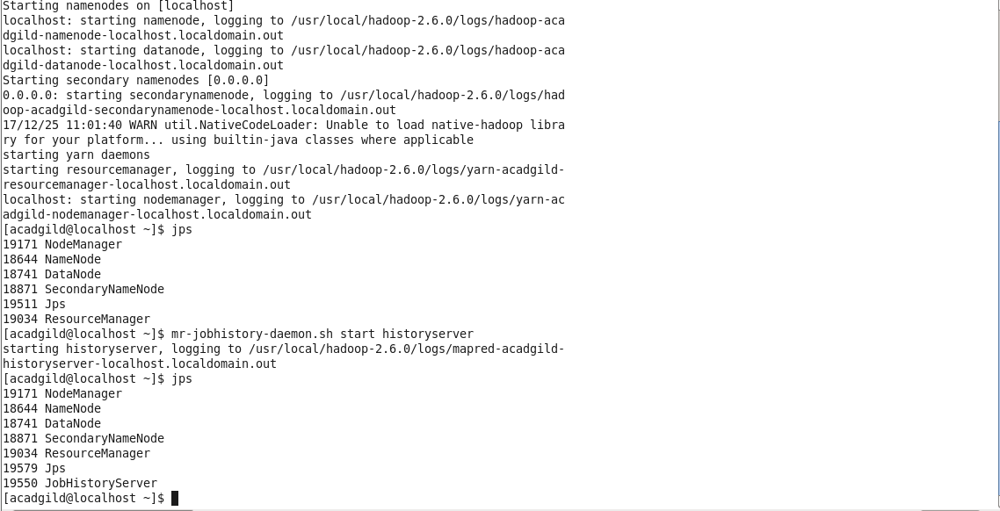 Starting namenodes on [localhost]
localhost: starting namenode, logging to /usr/local/hadoop-2.6.0/logs/hadoop-aca
dgild-namenode-localhost.localdomain.out
localhost: starting datanode, logging to /usr/local/hadoop-2.6.0/logs/hadoop-aca
dgild-datanode-localhost.localdomain.out
Starting secondary namenodes [0.0.0.0]
0.0.0.0: starting secondarynamenode, logging to /usr/local/hadoop-2.6.0/logs/had
oop-acadgild-secondarynamenode-localhost.localdomain.out
17/12/25 11:01:40 WARN util.NativeCodeLoader: Unable to load native-hadoop libra
ry for your platform... using builtin-java classes where applicable
starting yarn daemons
starting resourcemanager, logging to /usr/local/hadoop-2.6.0/logs/yarn-acadgild-
resourcemanager-localhost.localdomain.out
localhost: starting nodemanager, logging to /usr/local/hadoop-2.6.0/logs/yarn-ac
adgild-nodemanager-localhost.localdomain.out
[acadgild@localhost ~]$ jps
19171 NodeManager
18644 NameNode
18741 DataNode
18871 SecondaryNameNode
19511 Jps
19034 ResourceManager
[acadgild@localhost ~]$ mr-jobhistory-daemon.sh start historyserver
starting historyserver, logging to /usr/local/hadoop-2.6.0/logs/mapred-acadgild-
historyserver-localhost.localdomain.out
[acadgild@localhost ~]$ jps
19171 NodeManager
18644 NameNode
18741 DataNode
18871 SecondaryNameNode
19034 ResourceManager
19579 Jps
19550 JobHistoryServer
[acadgild@localhost ~]$